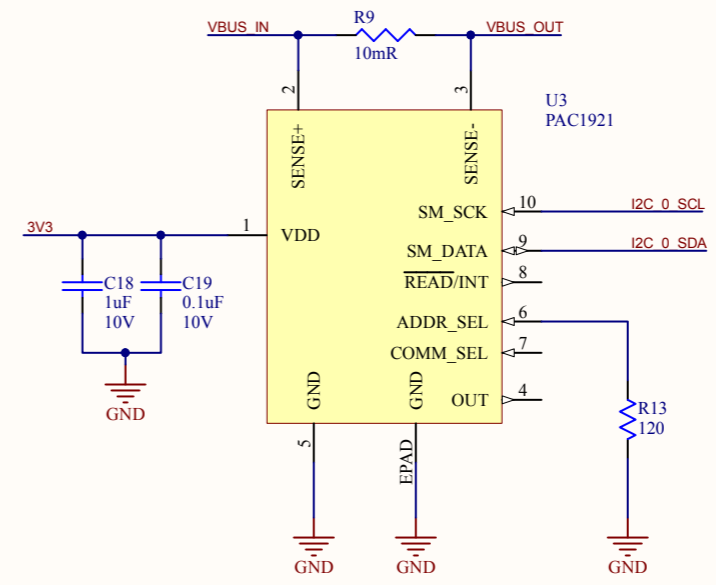 VBUS_IN
R9
10mR
VBUS_OUT
2
3
U3
PAC1921
SENSE+
SENSE-
3V3
1
VDD
SM_SCK
10
I2C_0_SCL
SM_DATA
9
I2C_0_SDA
READ/INT
8
C18
1uF
10V
C19
0.1uF
10V
ADDR_SEL
6
COMM_SEL
7
OUT
4
GND
GND
R13
120
GND
5
EPAD
GND
GND
GND